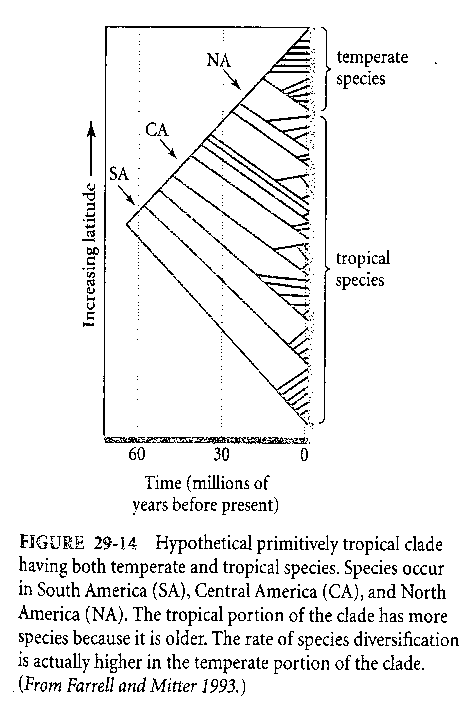 NA
temperate
species
CA
SA
Increasing latitude
tropical
species
60 30 0
Time (millions of
years before present)
FIGURE 29-14 Hypothetical primitively tropical clade
having both temperate and tropical species. Species occur
in South America (SA), Central America (CA), and North
America (NA). The tropical portion of the clade has more
species because it is older. The rate of species diversification
is actually higher in the temperate portion of the clade.
(From Farrell and Mitter 1993.)